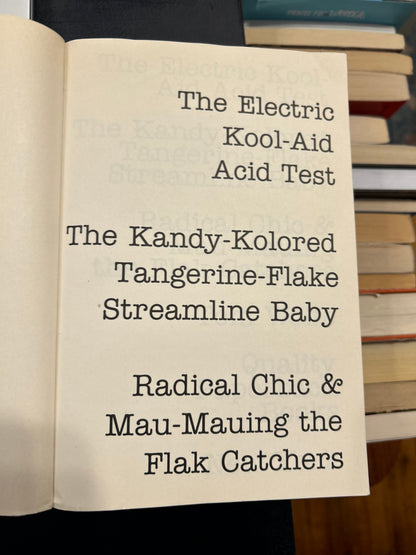 The Electric
Kool-Aid
Acid Test
The Kandy-Kolored
Tangerine-Flake
Streamline Baby
Radical Chic &
Mau-Mauing the
Flak Catchers